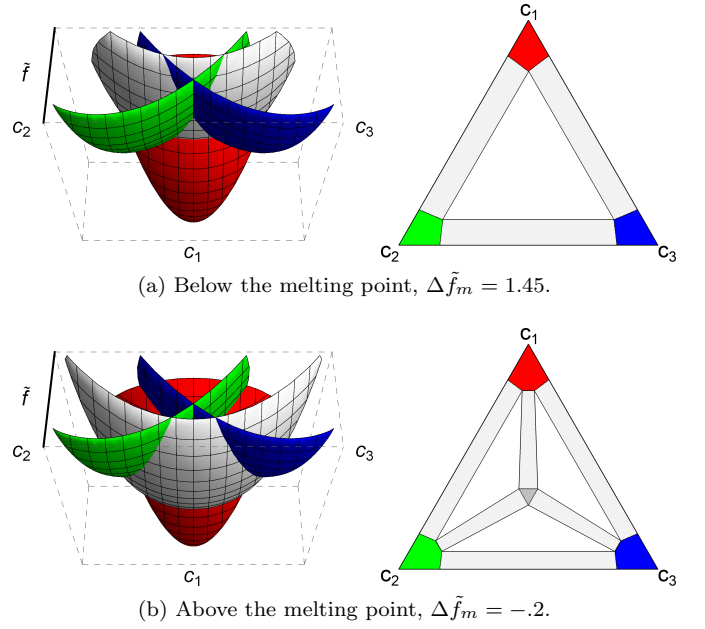 c₁
f̃
c₂
c₃
c₁
c₂
c₃
(a) Below the melting point, Δf̃ₘ = 1.45.
c₁
f̃
c₂
c₃
c₁
c₂
c₃
(b) Above the melting point, Δf̃ₘ = −.2.